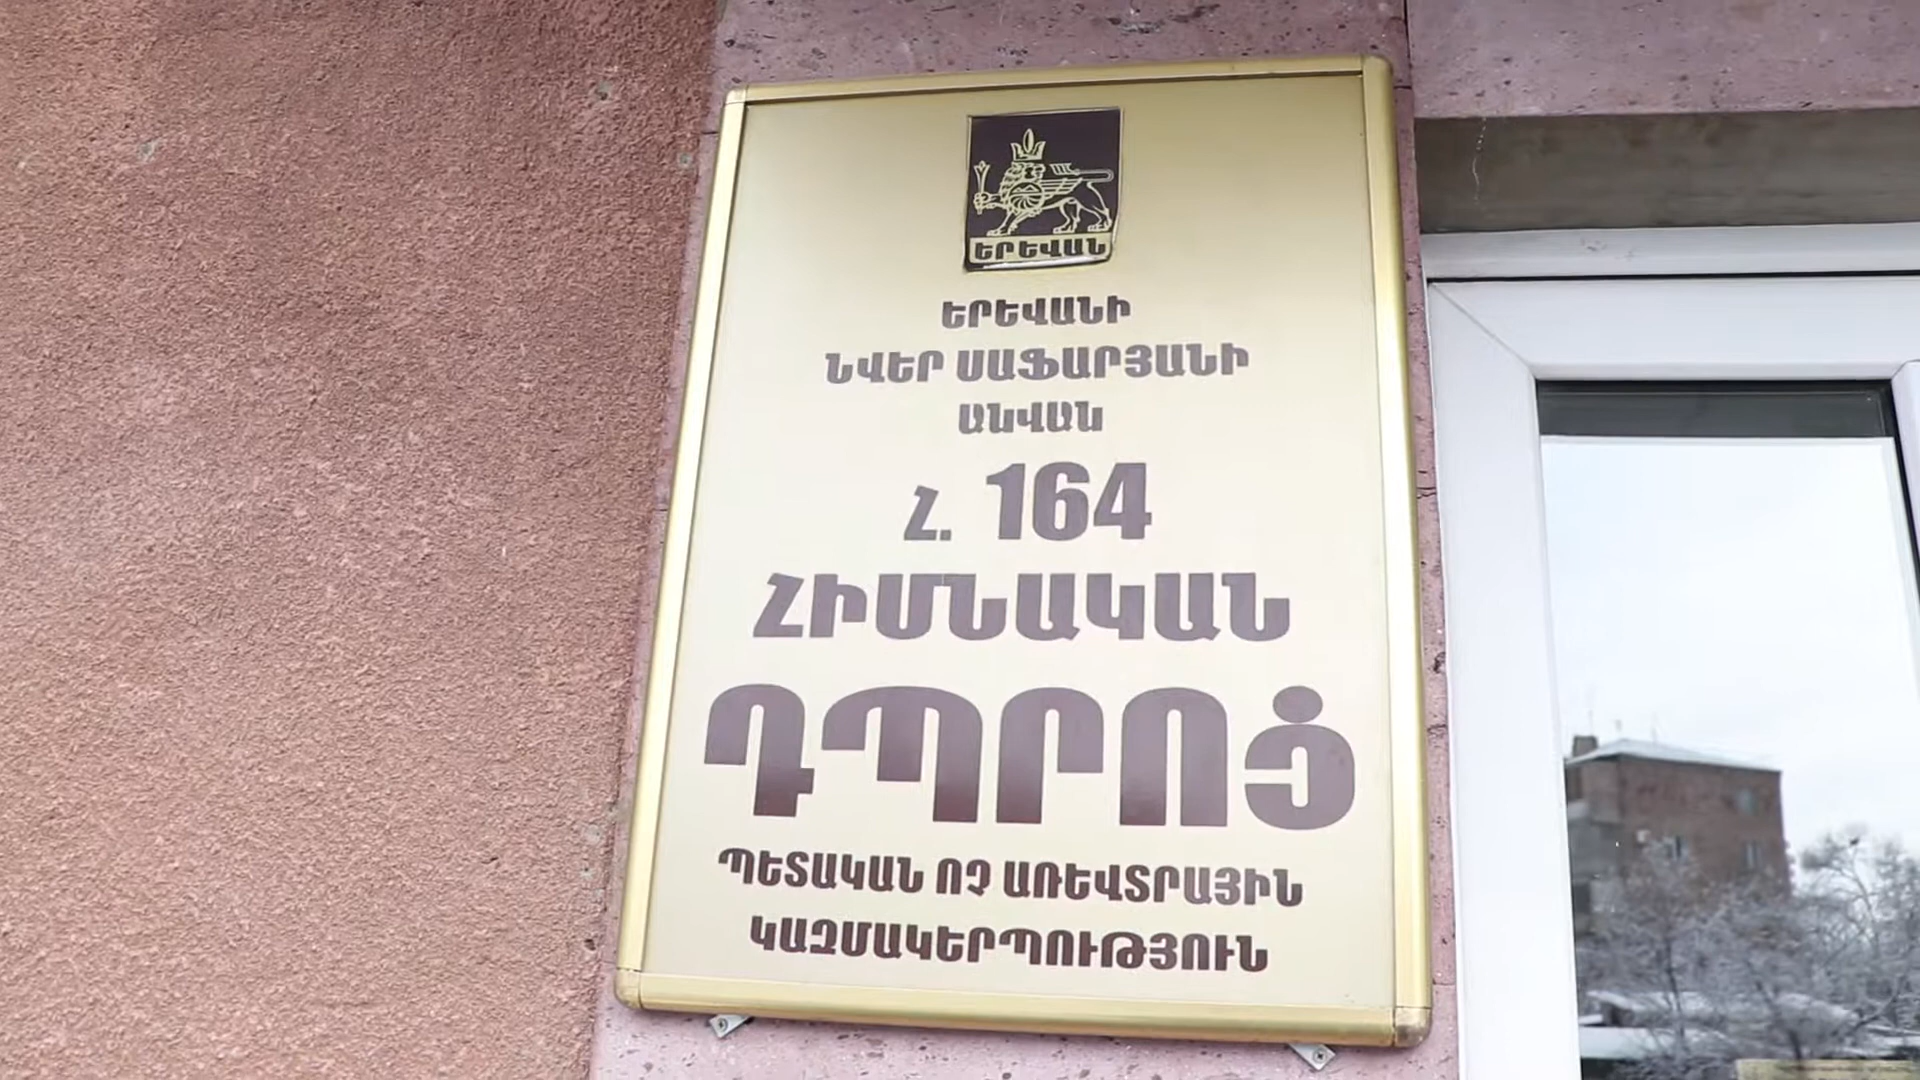 ԵՐԵՎԱՆ
ԵՐԵՎԱՆԻ
ՆՎԵՐ ՍԱՖԱՐՅԱՆԻ
ԱՆՎԱՆ
Հ. 164
ՀԻՄՆԱԿԱՆ
ԴՊՐՈՑ
ՊԵՏԱԿԱՆ ՈՉ ԱՌԵՎՏՐԱՅԻՆ
ԿԱԶՄԱԿԵՐՊՈՒԹՅՈՒՆ